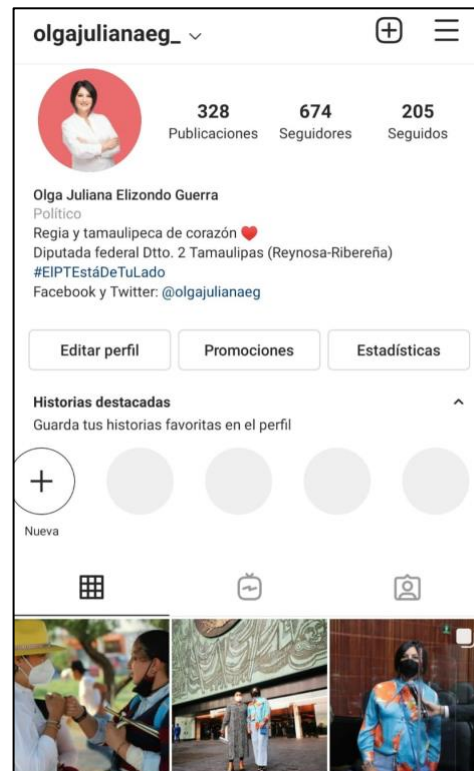 olgajulianaeg_
328 674 205
Publicaciones Seguidores Seguidos
Olga Juliana Elizondo Guerra
Político
Regia y tamaulipeca de corazón ❤️
Diputada federal Dtto. 2 Tamaulipas (Reynosa-Ribereña)
#ElPTEstáDeTuLado
Facebook y Twitter: @olgajulianaeg
Editar perfil Promociones Estadísticas
Historias destacadas
Guarda tus historias favoritas en el perfil
Nueva